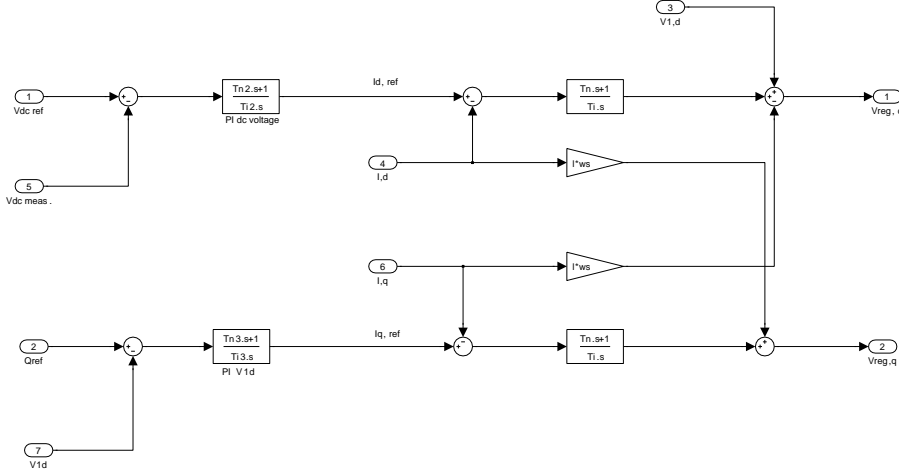 3
V1,d
1
Vdc ref
Tn2.s+1
Ti2.s
PI dc voltage
Id, ref
Tn.s+1
Ti.s
1
Vreg,
5
Vdc meas.
4
I,d
l*ws
6
I,q
l*ws
2
Qref
Tn3.s+1
Ti3.s
PI V1d
Iq, ref
Tn.s+1
Ti.s
2
Vreg,q
7
V1d